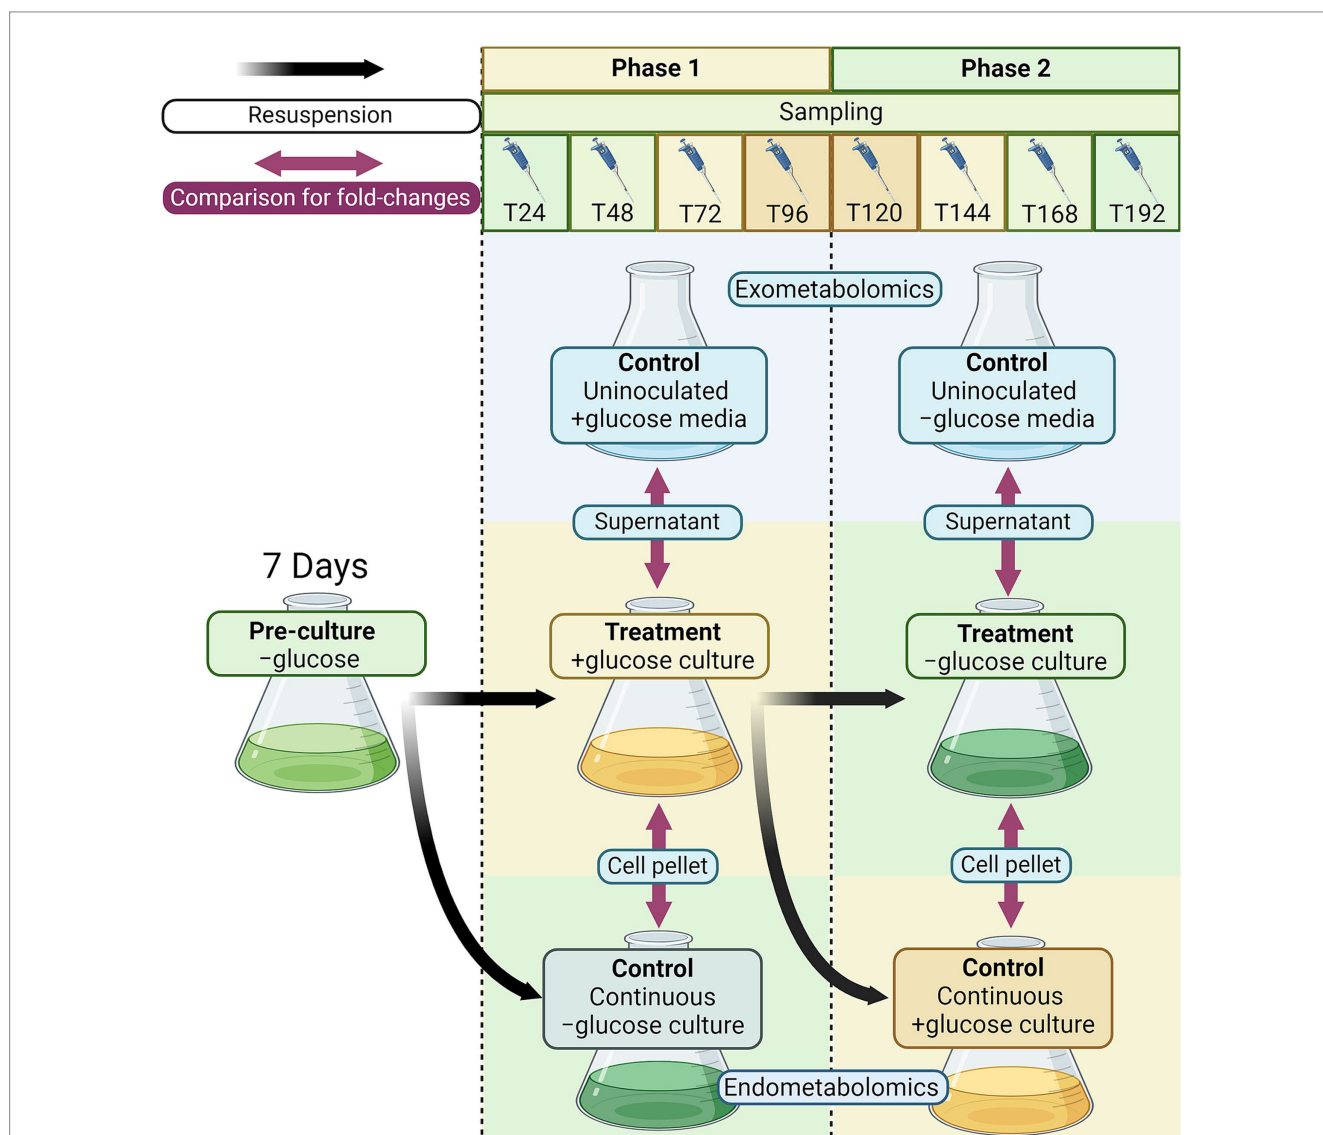 Phase 1
Phase 2
Resuspension
Sampling
Comparison for fold-changes
T24
T48
T72
T96
T120
T144
T168
T192
Exometabolomics
Control
Uninoculated
+glucose media
Control
Uninoculated
−glucose media
Supernatant
Supernatant
7 Days
Pre-culture
−glucose
Treatment
+glucose culture
Treatment
−glucose culture
Cell pellet
Cell pellet
Control
Continuous
−glucose culture
Control
Continuous
+glucose culture
Endometabolomics